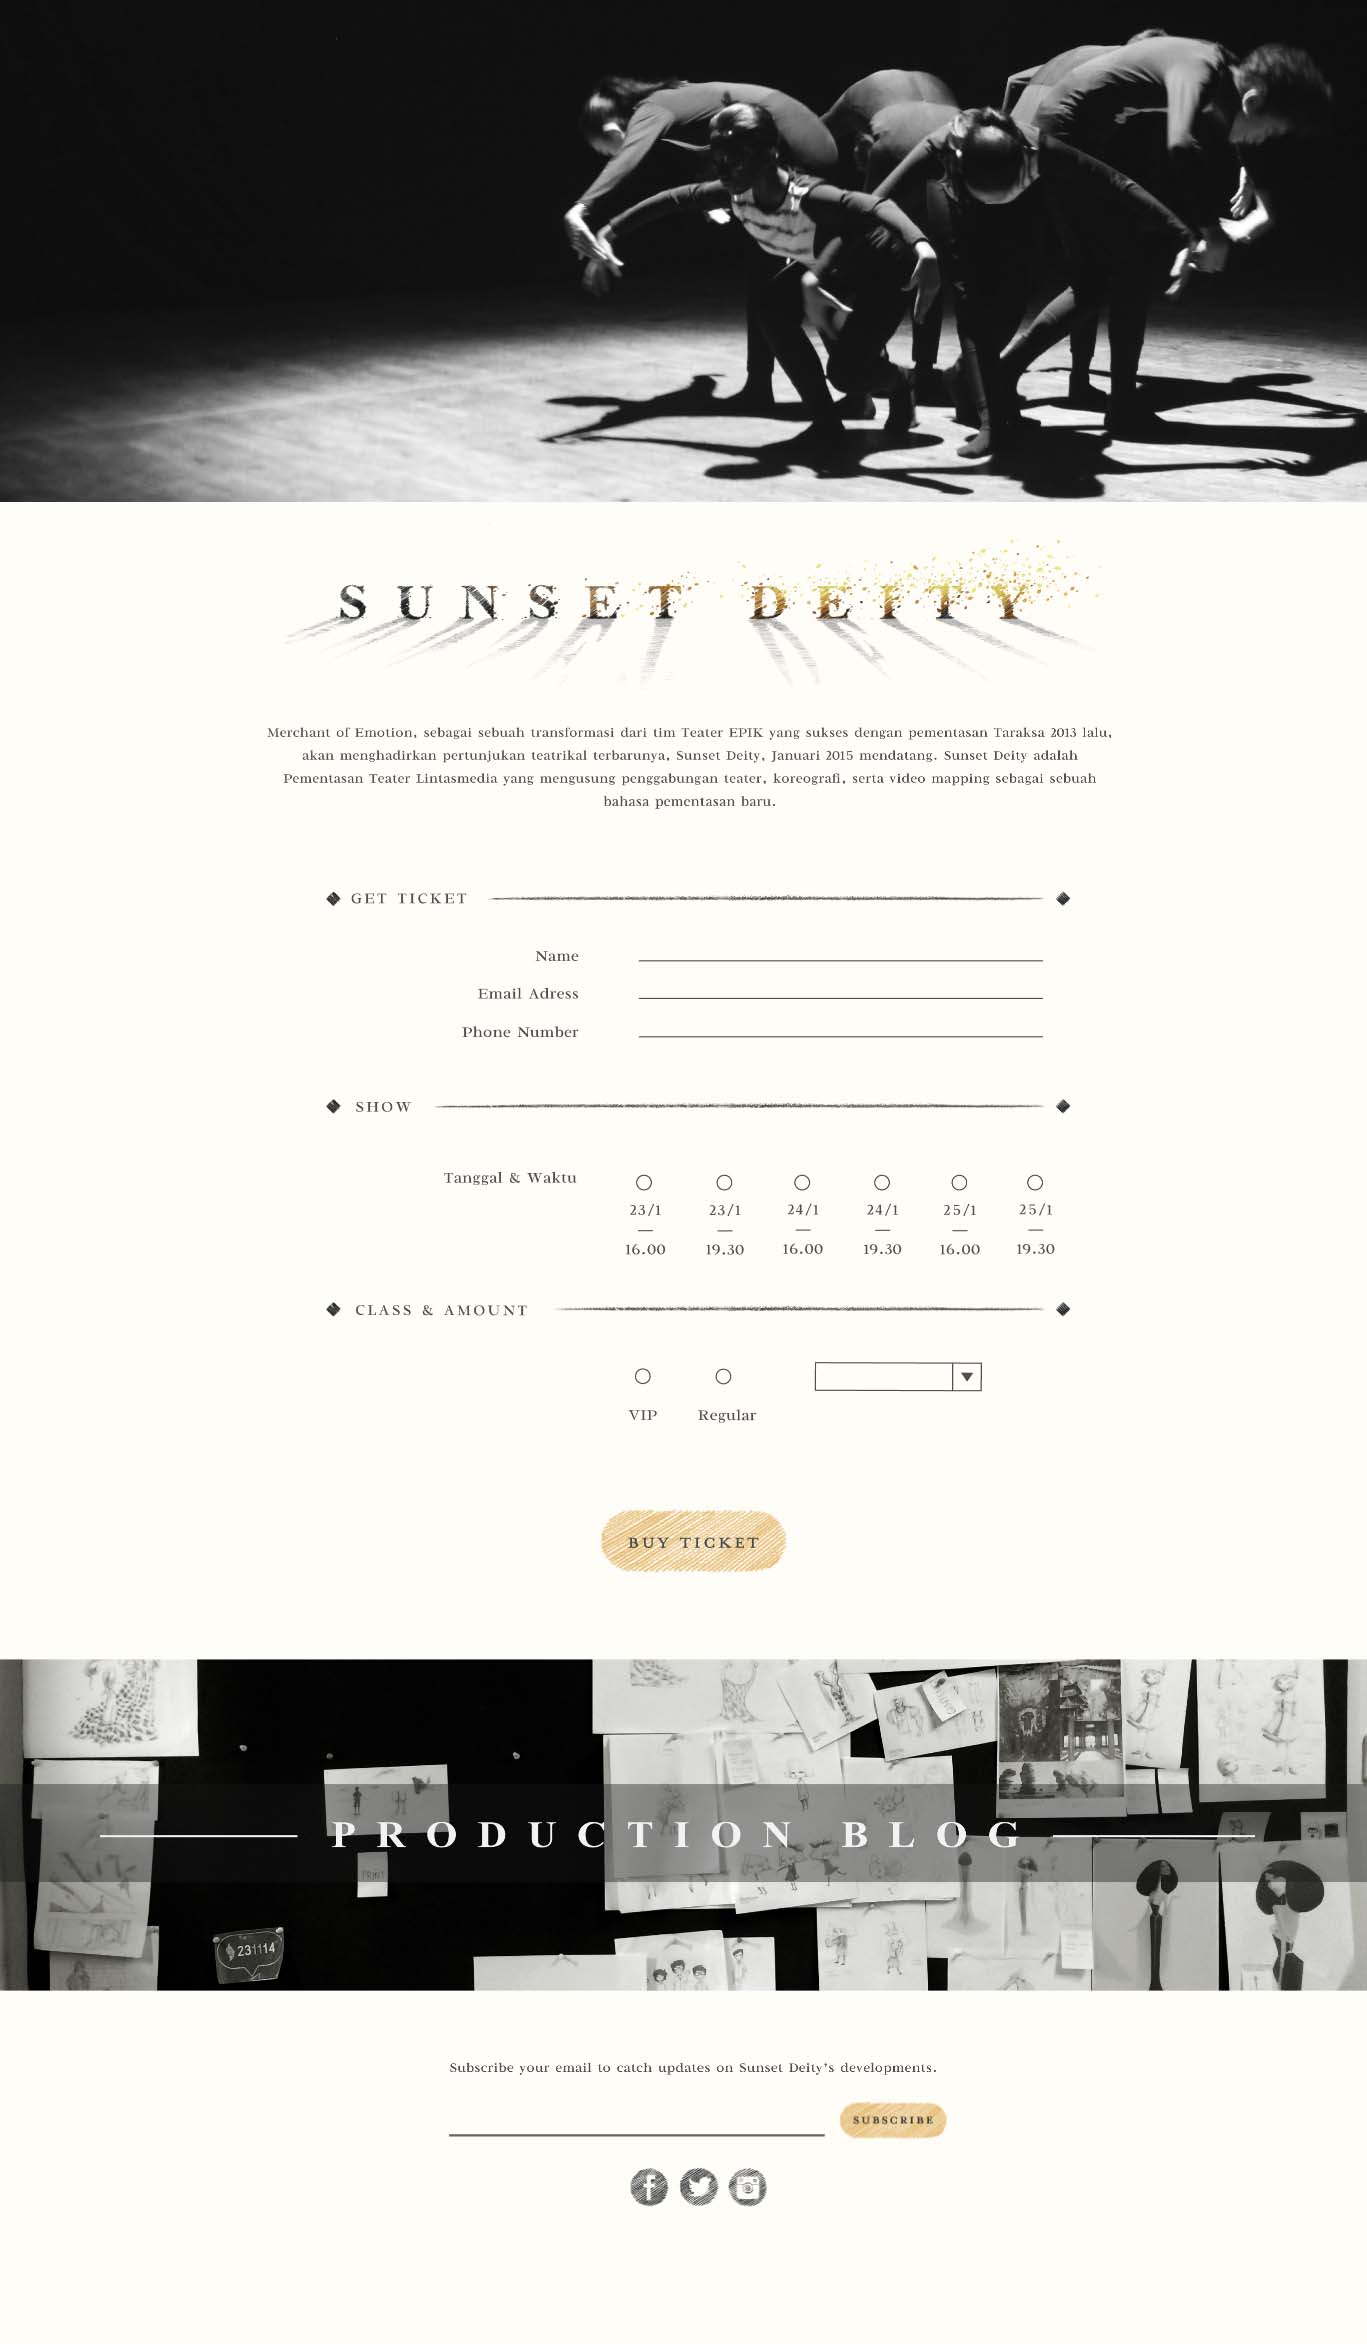 SUNSET DEITY
Merchant of Emotion, sebagai sebuah transformasi dari tim Teater EPIK yang sukses dengan pementasan Taraksa 2013 lalu,
akan menghadirkan pertunjukan teatrikal terbarunya, Sunset Deity, Januari 2015 mendatang. Sunset Deity adalah
Pementasan Teater Lintasmedia yang mengusung penggabungan teater, koreografi, serta video mapping sebagai sebuah
bahasa pementasan baru.
GET TICKET
Name
Email Adress
Phone Number
SHOW
Tanggal & Waktu
23/1 23/1 24/1 24/1 25/1 25/1
— — — — — —
16.00 19.30 16.00 19.30 16.00 19.30
CLASS & AMOUNT
VIP Regular
BUY TICKET
PRODUCTION BLOG
PRINT
231114
Subscribe your email to catch updates on Sunset Deity's developments.
SUBSCRIBE